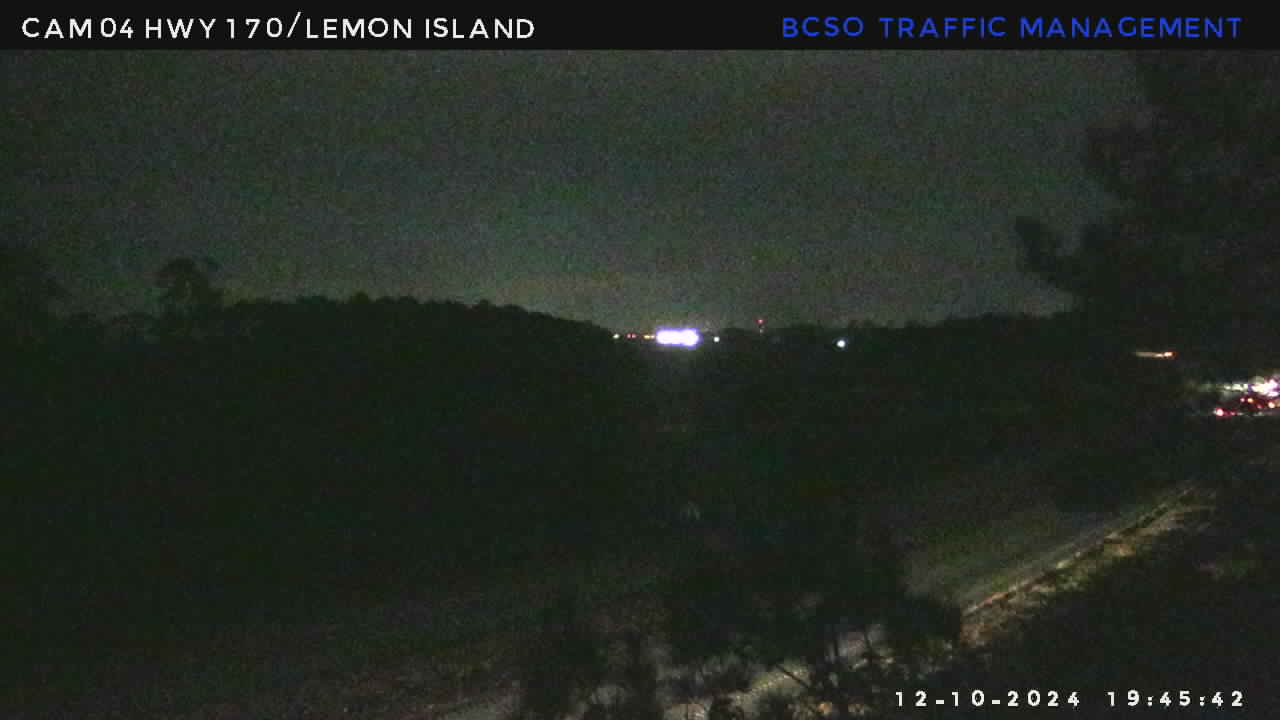 CAM04 HWY 170/LEMON ISLAND
BCSO TRAFFIC MANAGEMENT
12-10-2024 19:45:42